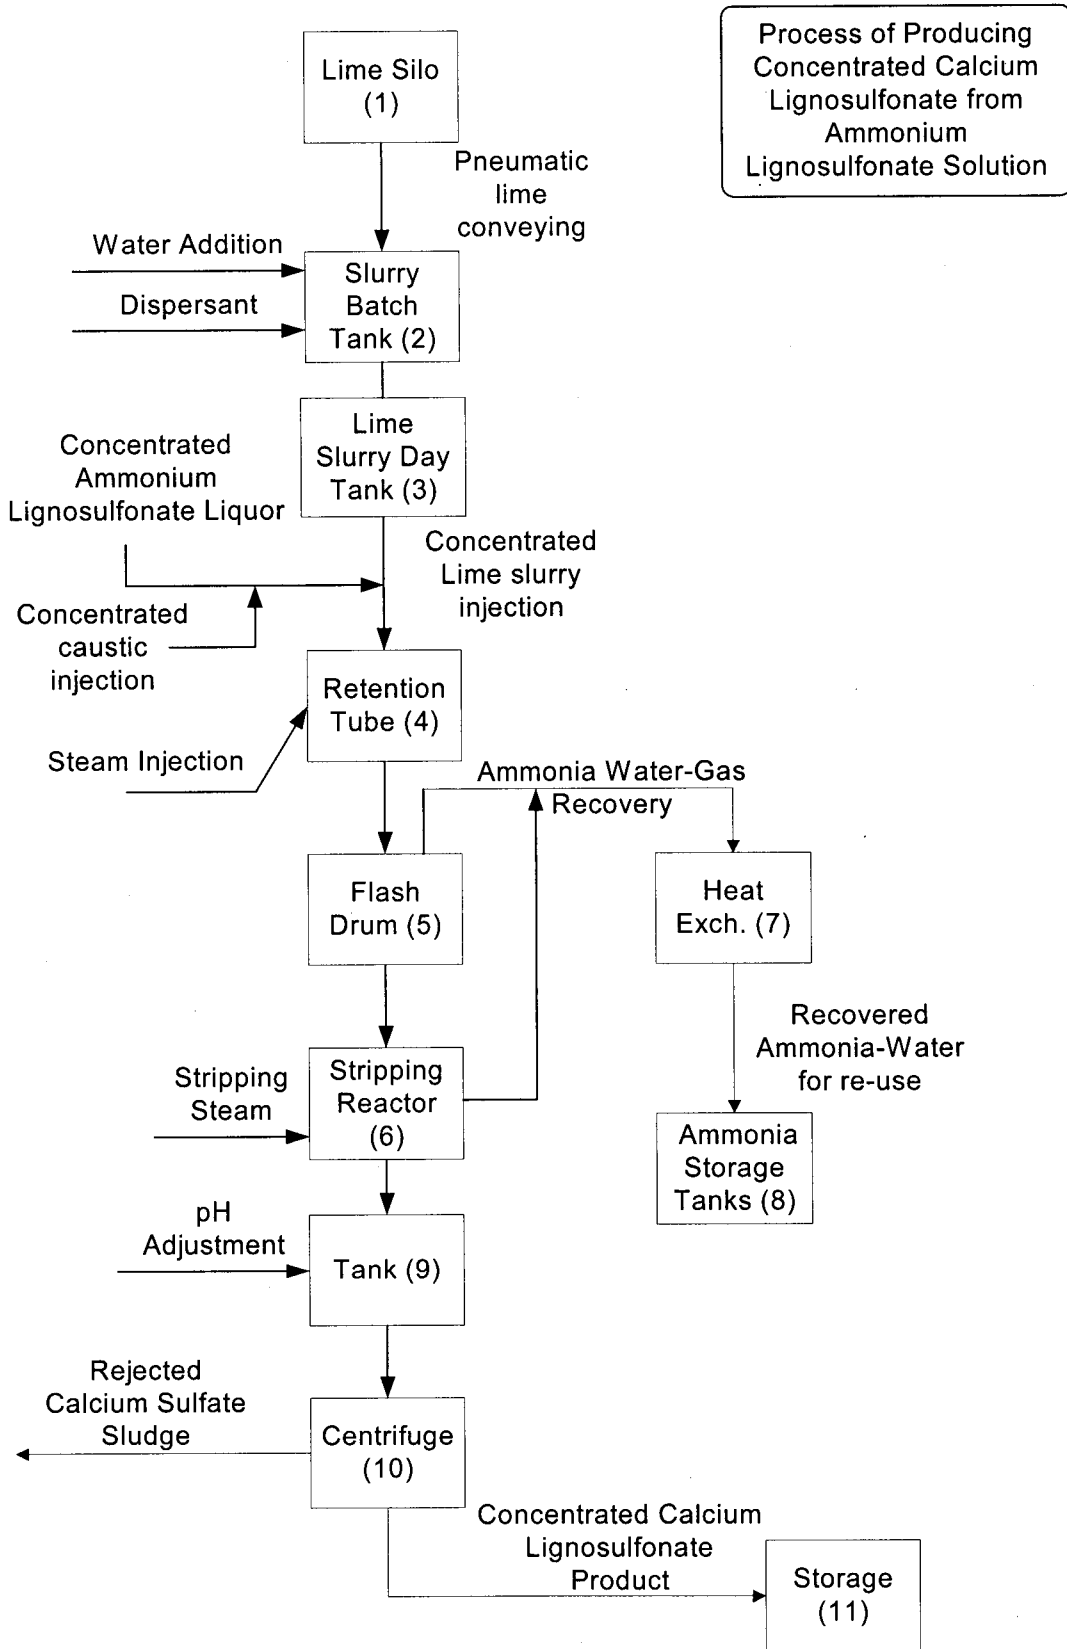 Process of Producing
Concentrated Calcium
Lignosulfonate from
Ammonium
Lignosulfonate Solution
Lime Silo
(1)
Pneumatic
lime
conveying
Water Addition
Dispersant
Slurry
Batch
Tank (2)
Lime
Slurry Day
Tank (3)
Concentrated
Ammonium
Lignosulfonate Liquor
Concentrated
Lime slurry
injection
Concentrated
caustic
injection
Retention
Tube (4)
Steam Injection
Ammonia Water-Gas
Recovery
Flash
Drum (5)
Heat
Exch. (7)
Recovered
Ammonia-Water
for re-use
Stripping
Steam
Stripping
Reactor
(6)
Ammonia
Storage
Tanks (8)
pH
Adjustment
Tank (9)
Rejected
Calcium Sulfate
Sludge
Centrifuge
(10)
Concentrated Calcium
Lignosulfonate
Product
Storage
(11)